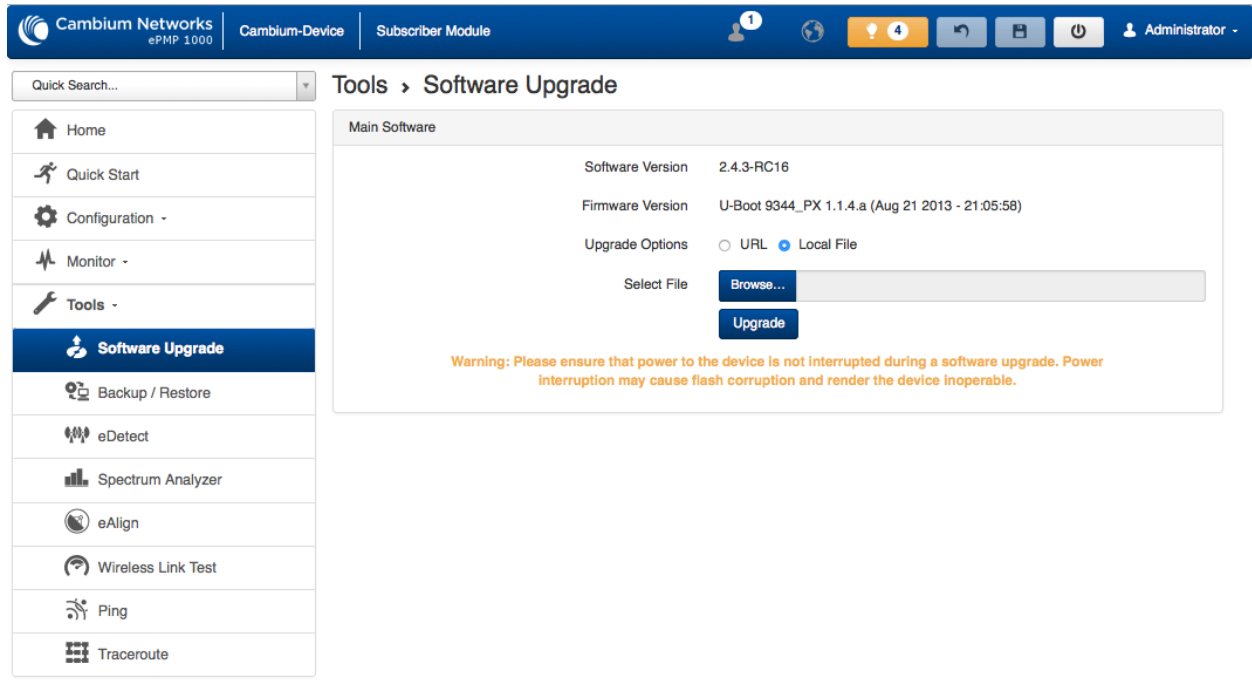 Cambium Networks
ePMP 1000
Cambium-Device
Subscriber Module
1
4
Administrator
Quick Search...
Tools › Software Upgrade
Home
Quick Start
Configuration
Monitor
Tools
Software Upgrade
Backup / Restore
eDetect
Spectrum Analyzer
eAlign
Wireless Link Test
Ping
Traceroute
Main Software
Software Version 2.4.3-RC16
Firmware Version U-Boot 9344_PX 1.1.4.a (Aug 21 2013 - 21:05:58)
Upgrade Options URL Local File
Select File Browse...
Upgrade
Warning: Please ensure that power to the device is not interrupted during a software upgrade. Power
interruption may cause flash corruption and render the device inoperable.